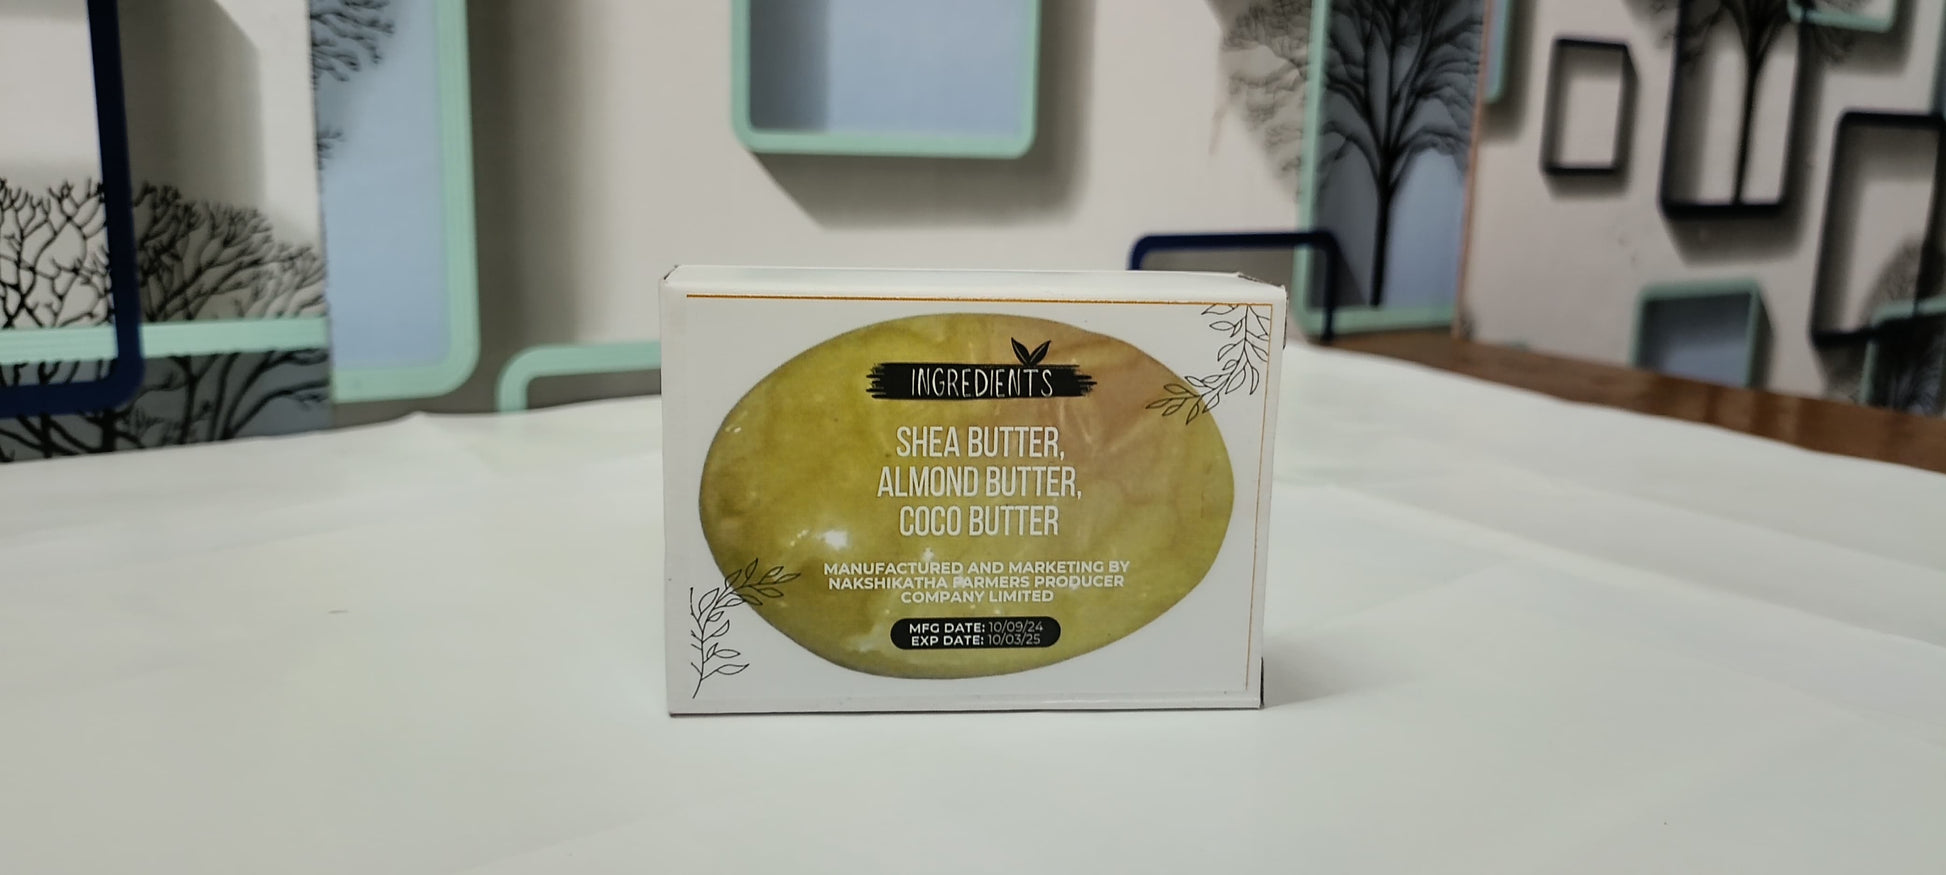 INGREDIENTS
SHEA BUTTER,
ALMOND BUTTER,
COCO BUTTER
MANUFACTURED AND MARKETING BY
NAKSHIKATHA FARMERS PRODUCER
COMPANY LIMITED
MFG DATE: 10/09/24
EXP DATE: 10/03/25